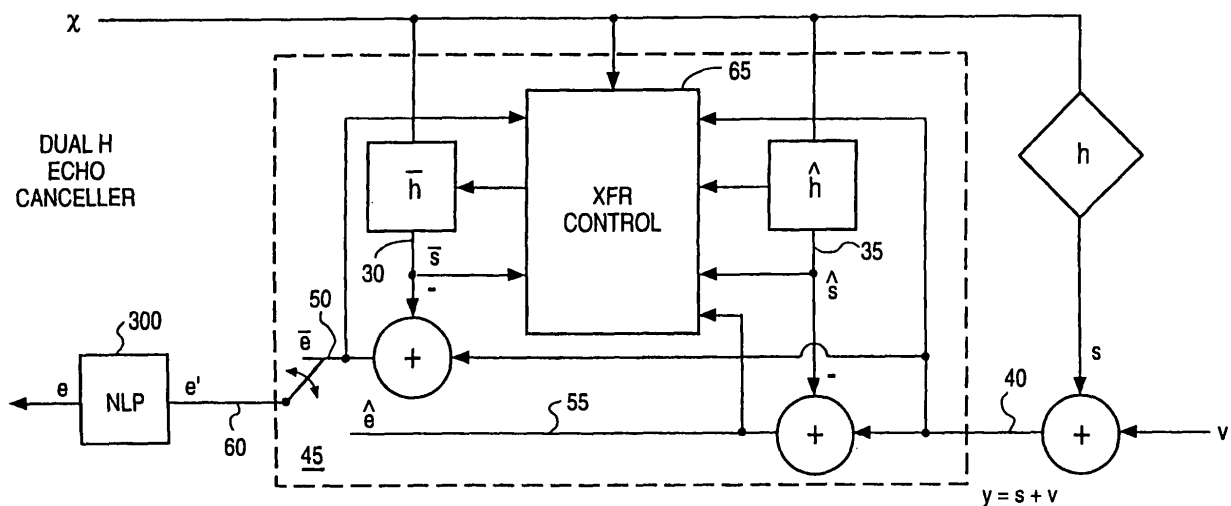 χ
65
DUAL H
ECHO
CANCELLER
h̄
XFR
CONTROL
ĥ
h
30
s̄
-
35
ŝ
300
50
ē
+
s
NLP
e
e'
60
ê
55
-
+
40
+
v
45
y = s + v